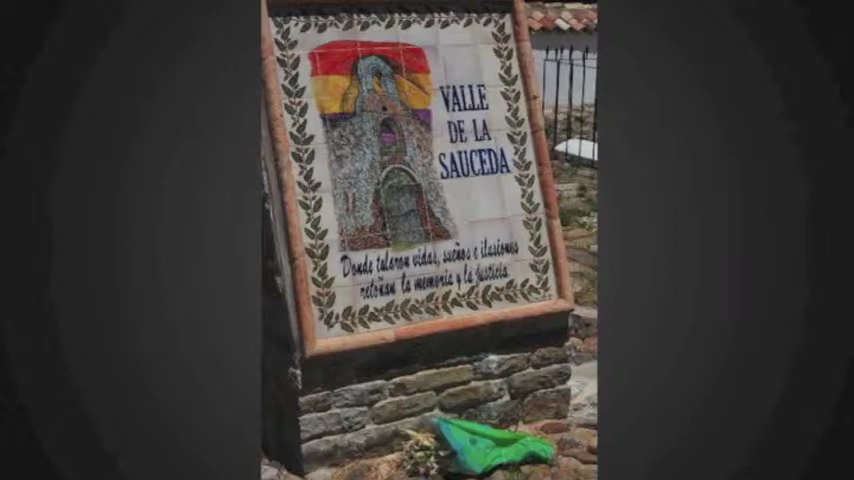 VALLE
DE LA
SAUCEDA
Donde talaron vidas, sueños e ilusiones
retoñan la memoria y la justicia.